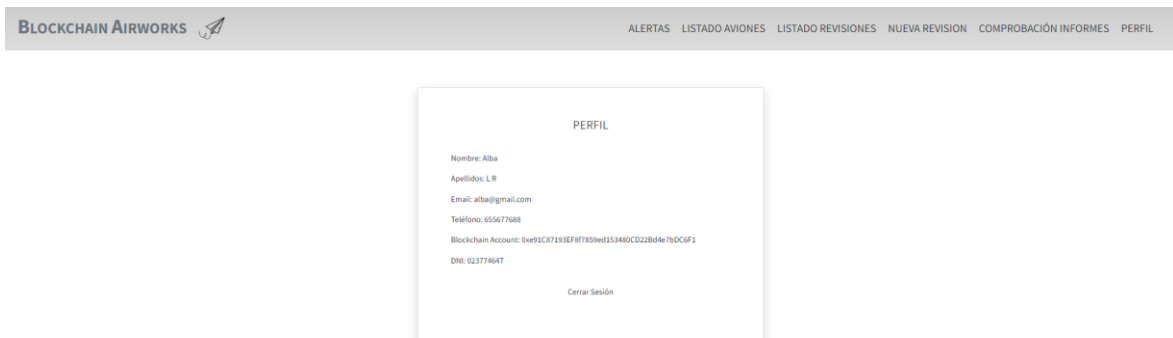 BLOCKCHAIN AIRWORKS
ALERTAS LISTADO AVIONES LISTADO REVISIONES NUEVA REVISION COMPROBACIÓN INFORMES PERFIL
PERFIL
Nombre: Alba
Apellidos: L R
Email: alba@gmail.com
Teléfono: 655677688
Blockchain Account: 0xe91C87193EF8f7859ed153480CD22Bd4e7bDC6F1
DNI: 02377464T
Cerrar Sesión